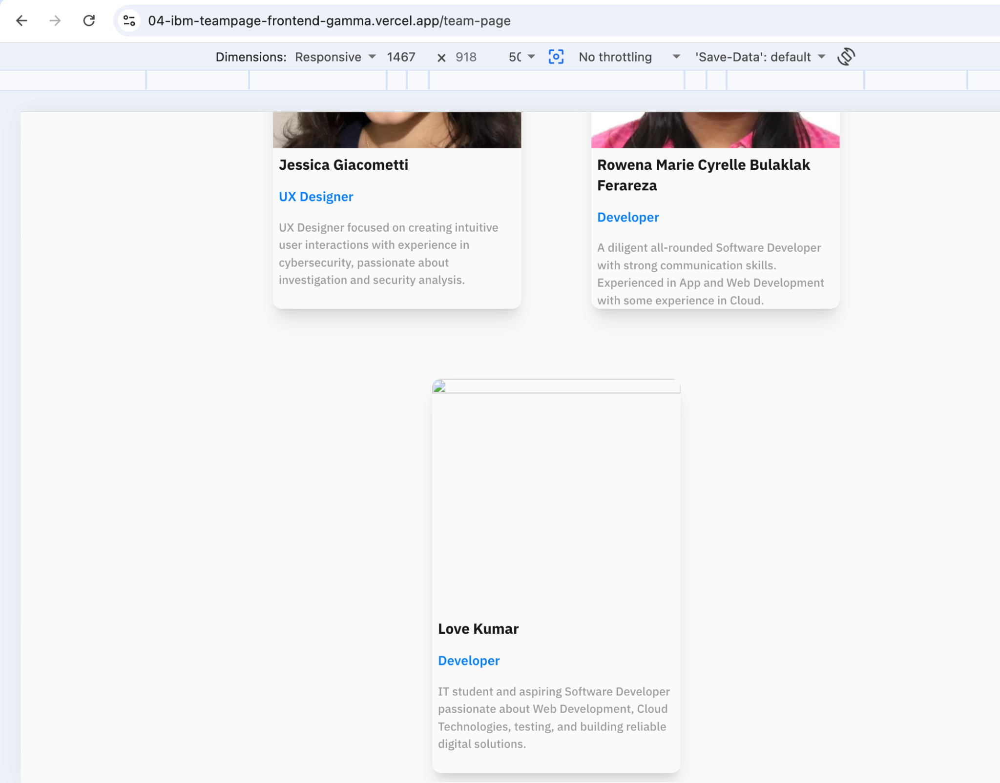 04-ibm-teampage-frontend-gamma.vercel.app/team-page
Dimensions: Responsive 1467 × 918 50 No throttling 'Save-Data': default
Jessica Giacometti
UX Designer
UX Designer focused on creating intuitive
user interactions with experience in
cybersecurity, passionate about
investigation and security analysis.
Rowena Marie Cyrelle Bulaklak
Ferareza
Developer
A diligent all-rounded Software Developer
with strong communication skills.
Experienced in App and Web Development
with some experience in Cloud.
Love Kumar
Developer
IT student and aspiring Software Developer
passionate about Web Development, Cloud
Technologies, testing, and building reliable
digital solutions.